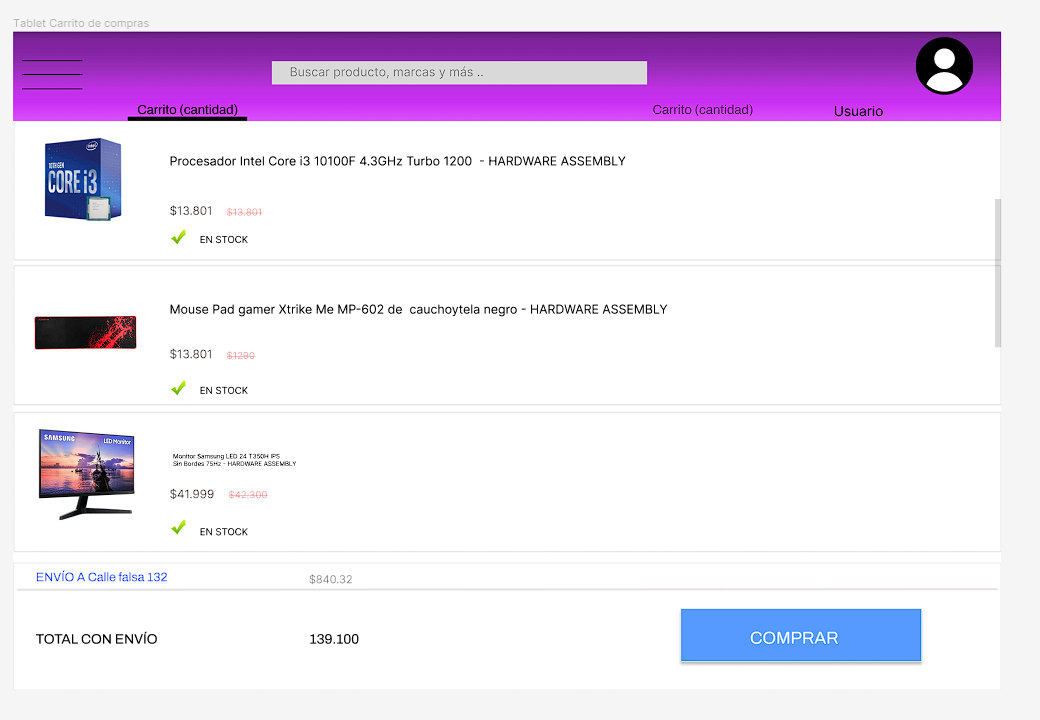 Tablet Carrito de compras
Buscar producto, marcas y más ..
Carrito (cantidad)
Carrito (cantidad)
Usuario
intel
CORE i3
Procesador Intel Core i3 10100F 4.3GHz Turbo 1200 - HARDWARE ASSEMBLY
$13.801 $13.801
EN STOCK
Mouse Pad gamer Xtrike Me MP-602 de cauchoytela negro - HARDWARE ASSEMBLY
$13.801 $1290
EN STOCK
SAMSUNG LED Monitor
Monitor Samsung LED 24 T350H IPS
Sin Bordes 75Hz - HARDWARE ASSEMBLY
$41.999 $42.300
EN STOCK
ENVÍO A Calle falsa 132 $840.32
TOTAL CON ENVÍO 139.100
COMPRAR